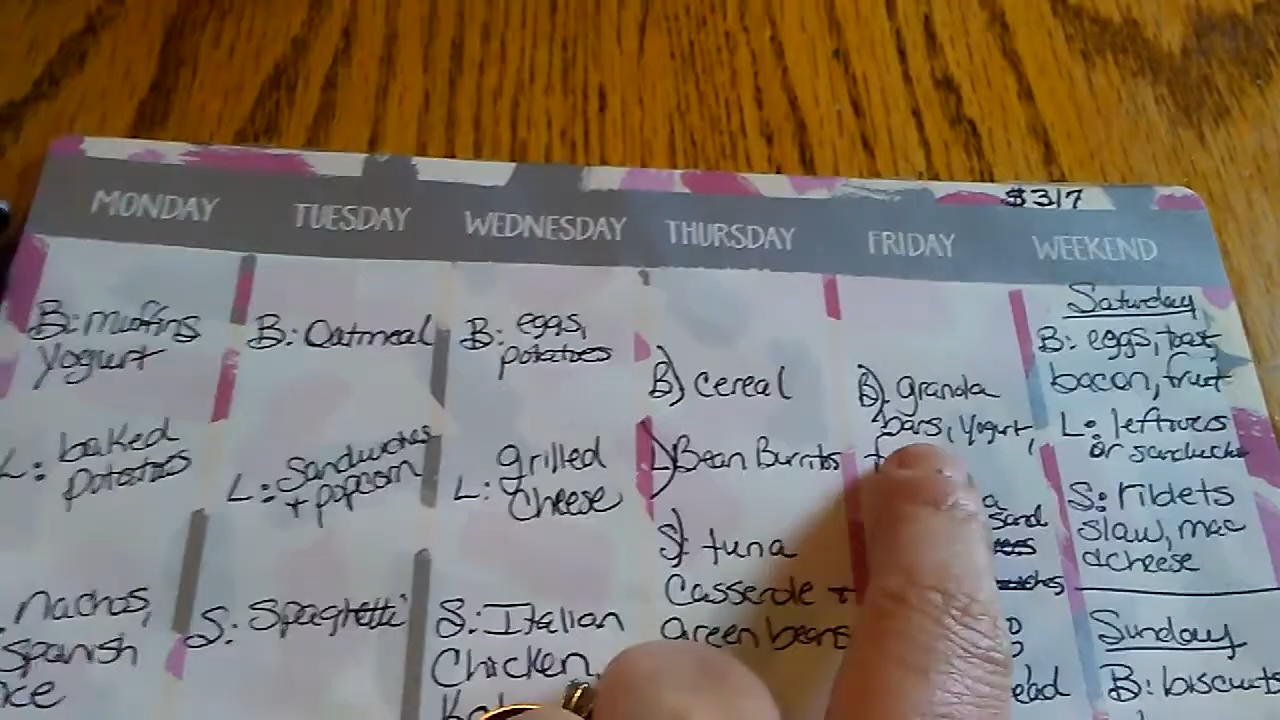 $317
MONDAY TUESDAY WEDNESDAY THURSDAY FRIDAY WEEKEND
B: muffins
yogurt
L: baked
potatoes
nachos,
Spanish
B: Oatmeal
L: Sandwiches
+ popcorn
S: Spaghetti
B: eggs,
potatoes
L: grilled
cheese
S: Italian
Chicken,
B) cereal
L) Bean Burritos
S) tuna
Casserole +
Green beans
B) granola
bars, yogurt,
Saturday
B: eggs, toast,
bacon, fruit
L: leftovers
or sandwich
S: riblets
slaw, mac
& cheese
Sunday
B: biscuits